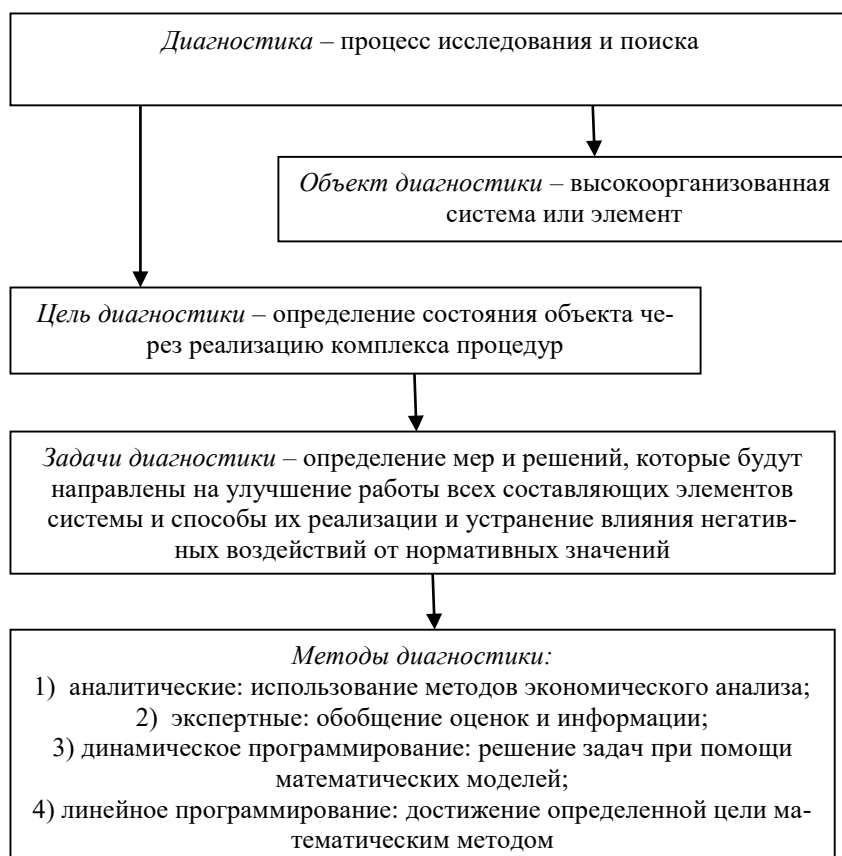 Диагностика – процесс исследования и поиска
Объект диагностики – высокоорганизованная
система или элемент
Цель диагностики – определение состояния объекта че-
рез реализацию комплекса процедур
Задачи диагностики – определение мер и решений, которые будут
направлены на улучшение работы всех составляющих элементов
системы и способы их реализации и устранение влияния негатив-
ных воздействий от нормативных значений
Методы диагностики:
1) аналитические: использование методов экономического анализа;
2) экспертные: обобщение оценок и информации;
3) динамическое программирование: решение задач при помощи
математических моделей;
4) линейное программирование: достижение определенной цели ма-
тематическим методом